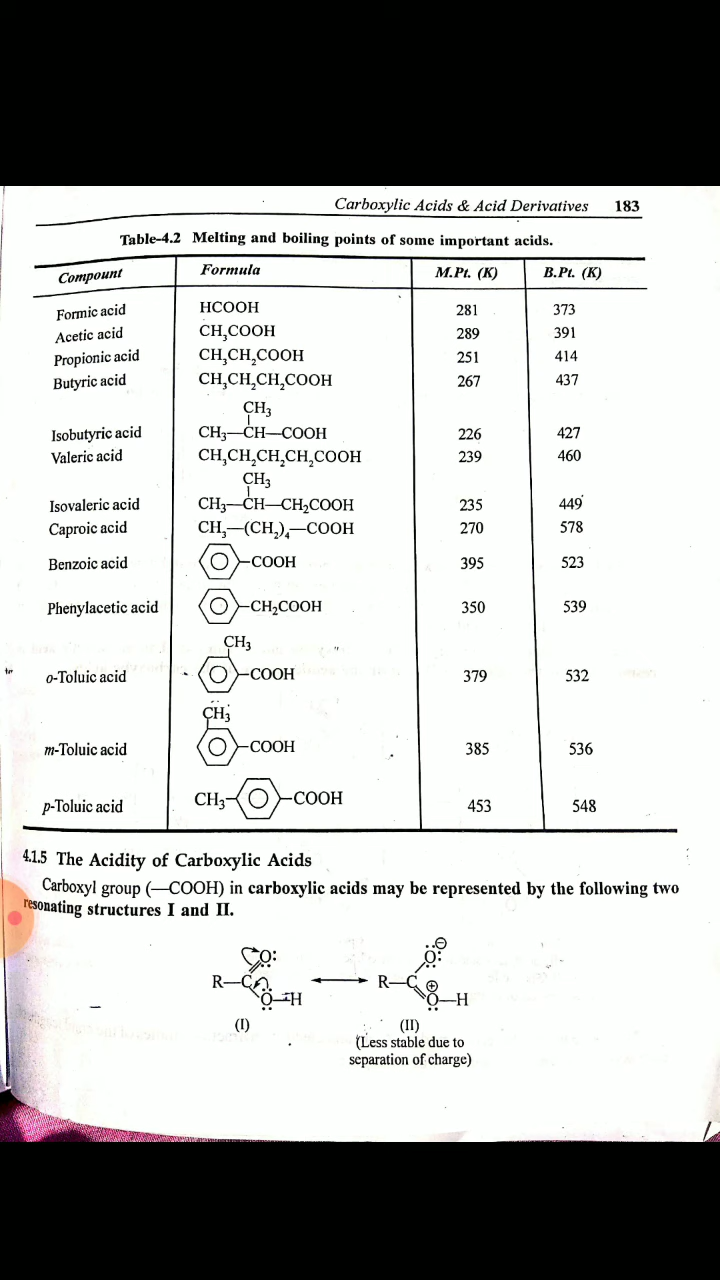 Carboxylic Acids & Acid Derivatives 183
Table-4.2 Melting and boiling points of some important acids.
Compount Formula M.Pt. (K) B.Pt. (K)
Formic acid HCOOH 281 373
Acetic acid CH₃COOH 289 391
Propionic acid CH₃CH₂COOH 251 414
Butyric acid CH₃CH₂CH₂COOH 267 437
CH₃
Isobutyric acid CH₃—CH—COOH 226 427
Valeric acid CH₃CH₂CH₂CH₂COOH 239 460
CH₃
Isovaleric acid CH₃—CH—CH₂COOH 235 449
Caproic acid CH₃—(CH₂)₄—COOH 270 578
Benzoic acid —COOH 395 523
Phenylacetic acid —CH₂COOH 350 539
CH₃
o-Toluic acid —COOH 379 532
CH₃
m-Toluic acid —COOH 385 536
p-Toluic acid CH₃— —COOH 453 548
4.1.5 The Acidity of Carboxylic Acids
Carboxyl group (—COOH) in carboxylic acids may be represented by the following two
resonating structures I and II.
O: O:
R—C R—C
O—H O—H
(I) (II)
(Less stable due to
separation of charge)